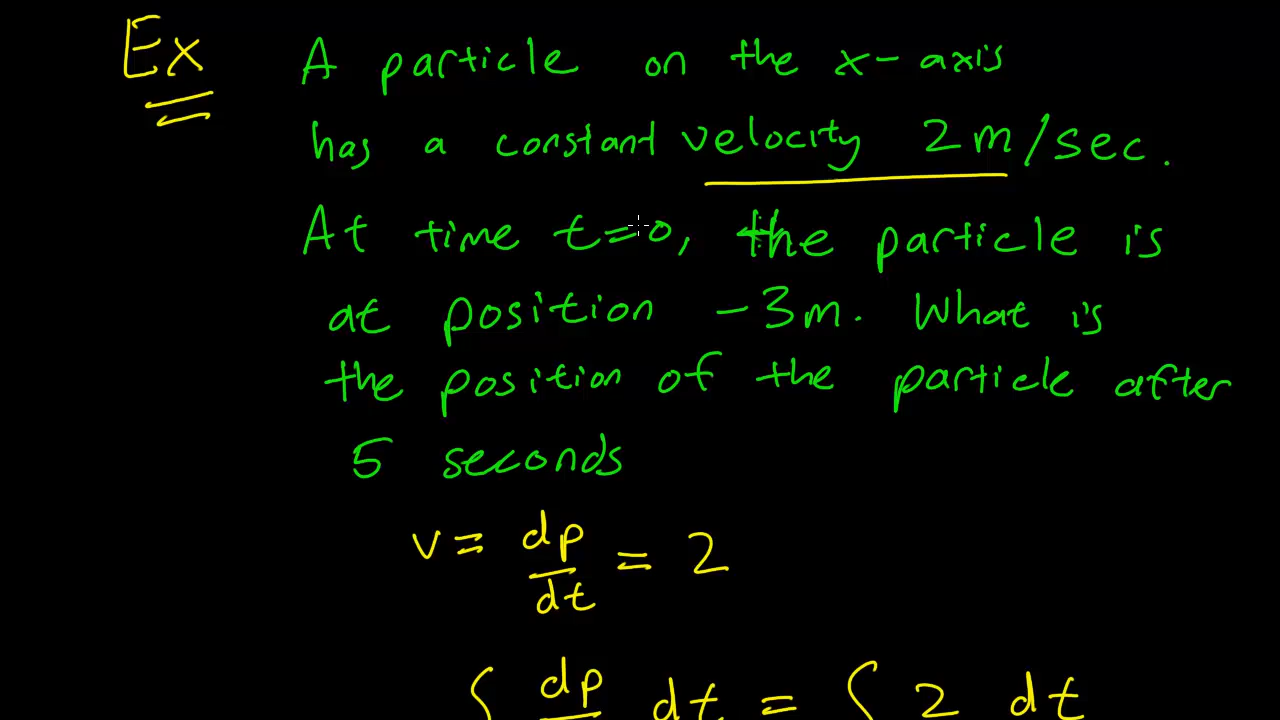 Ex A particle on the x-axis
has a constant velocity 2m/sec.
At time t=0, the particle is
at position -3m. What is
the position of the particle after
5 seconds
v = dp/dt = 2
∫ dp/ dt = ∫ 2 dt